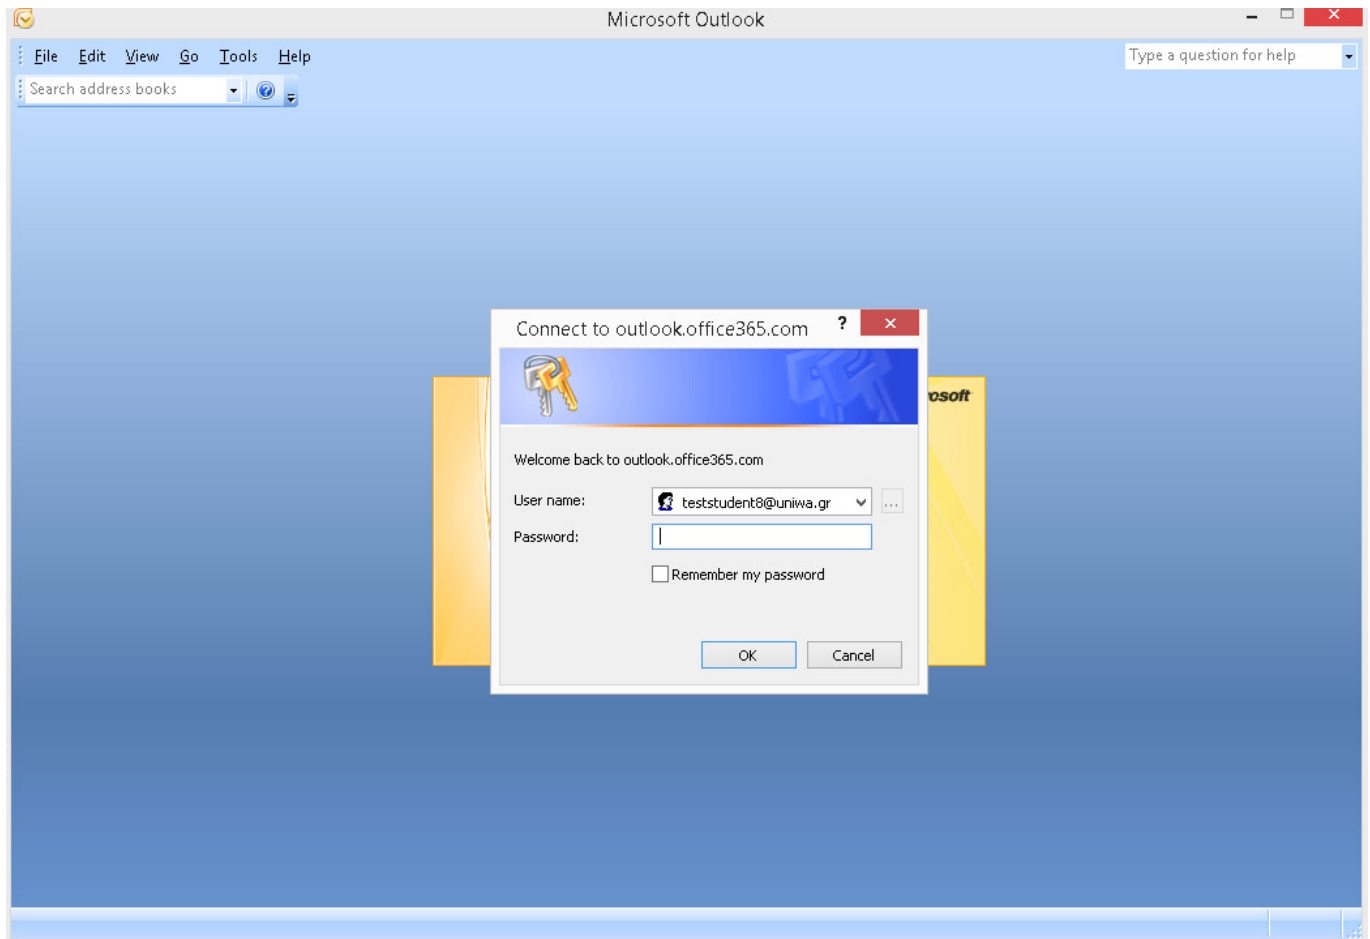 Microsoft Outlook
File Edit View Go Tools Help
Type a question for help
Search address books
Connect to outlook.office365.com
osoft
Welcome back to outlook.office365.com
User name: teststudent8@uniwa.gr ...
Password:
Remember my password
OK Cancel